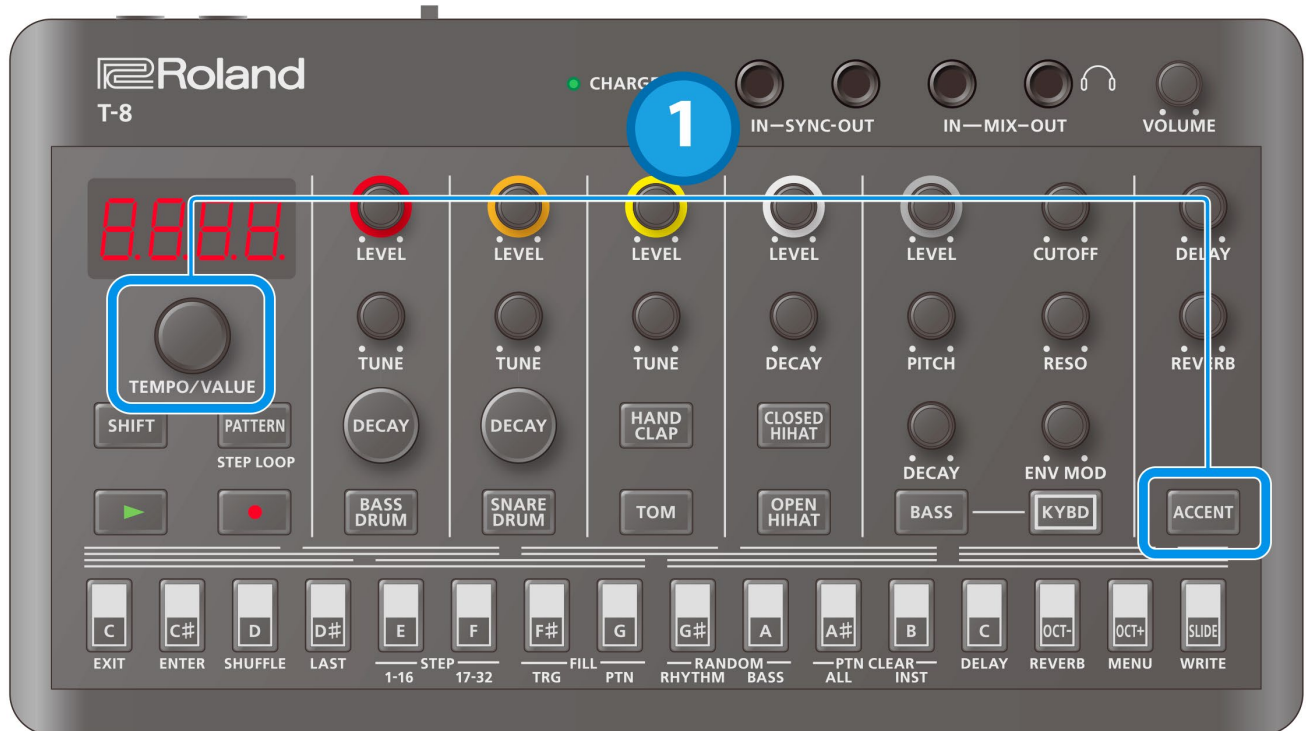 Roland
T-8
CHARGE
1
IN—SYNC-OUT
IN—MIX—OUT
VOLUME
8.8.8.8.
LEVEL
LEVEL
LEVEL
LEVEL
LEVEL
CUTOFF
DELAY
TEMPO/VALUE
TUNE
TUNE
TUNE
DECAY
PITCH
RESO
REVERB
SHIFT
PATTERN
STEP LOOP
DECAY
DECAY
HAND
CLAP
CLOSED
HIHAT
DECAY
ENV MOD
BASS
DRUM
SNARE
DRUM
TOM
OPEN
HIHAT
BASS
KYBD
ACCENT
C
C#
D
D#
E
F
F#
G
G#
A
A#
B
C
OCT-
OCT+
SLIDE
EXIT
ENTER
SHUFFLE
LAST
STEP
1-16
17-32
FILL
TRG
PTN
RANDOM
RHYTHM
BASS
PTN CLEAR
ALL
INST
DELAY
REVERB
MENU
WRITE